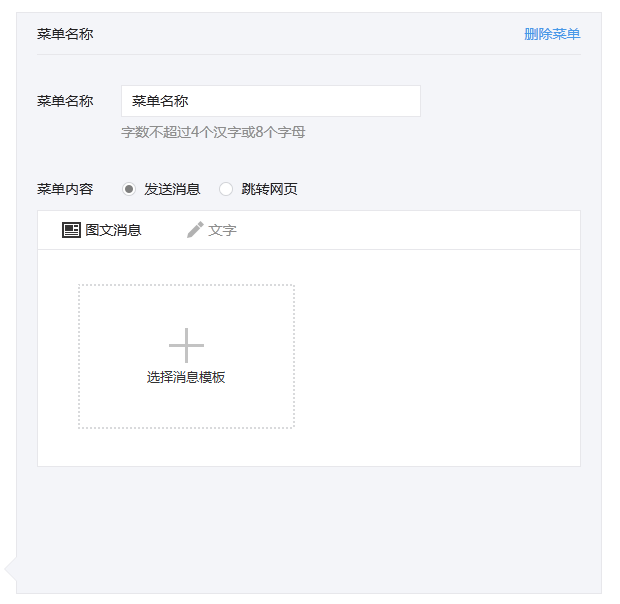 菜单名称 删除菜单
菜单名称 菜单名称
字数不超过4个汉字或8个字母
菜单内容 发送消息 跳转网页
图文消息 文字
选择消息模板